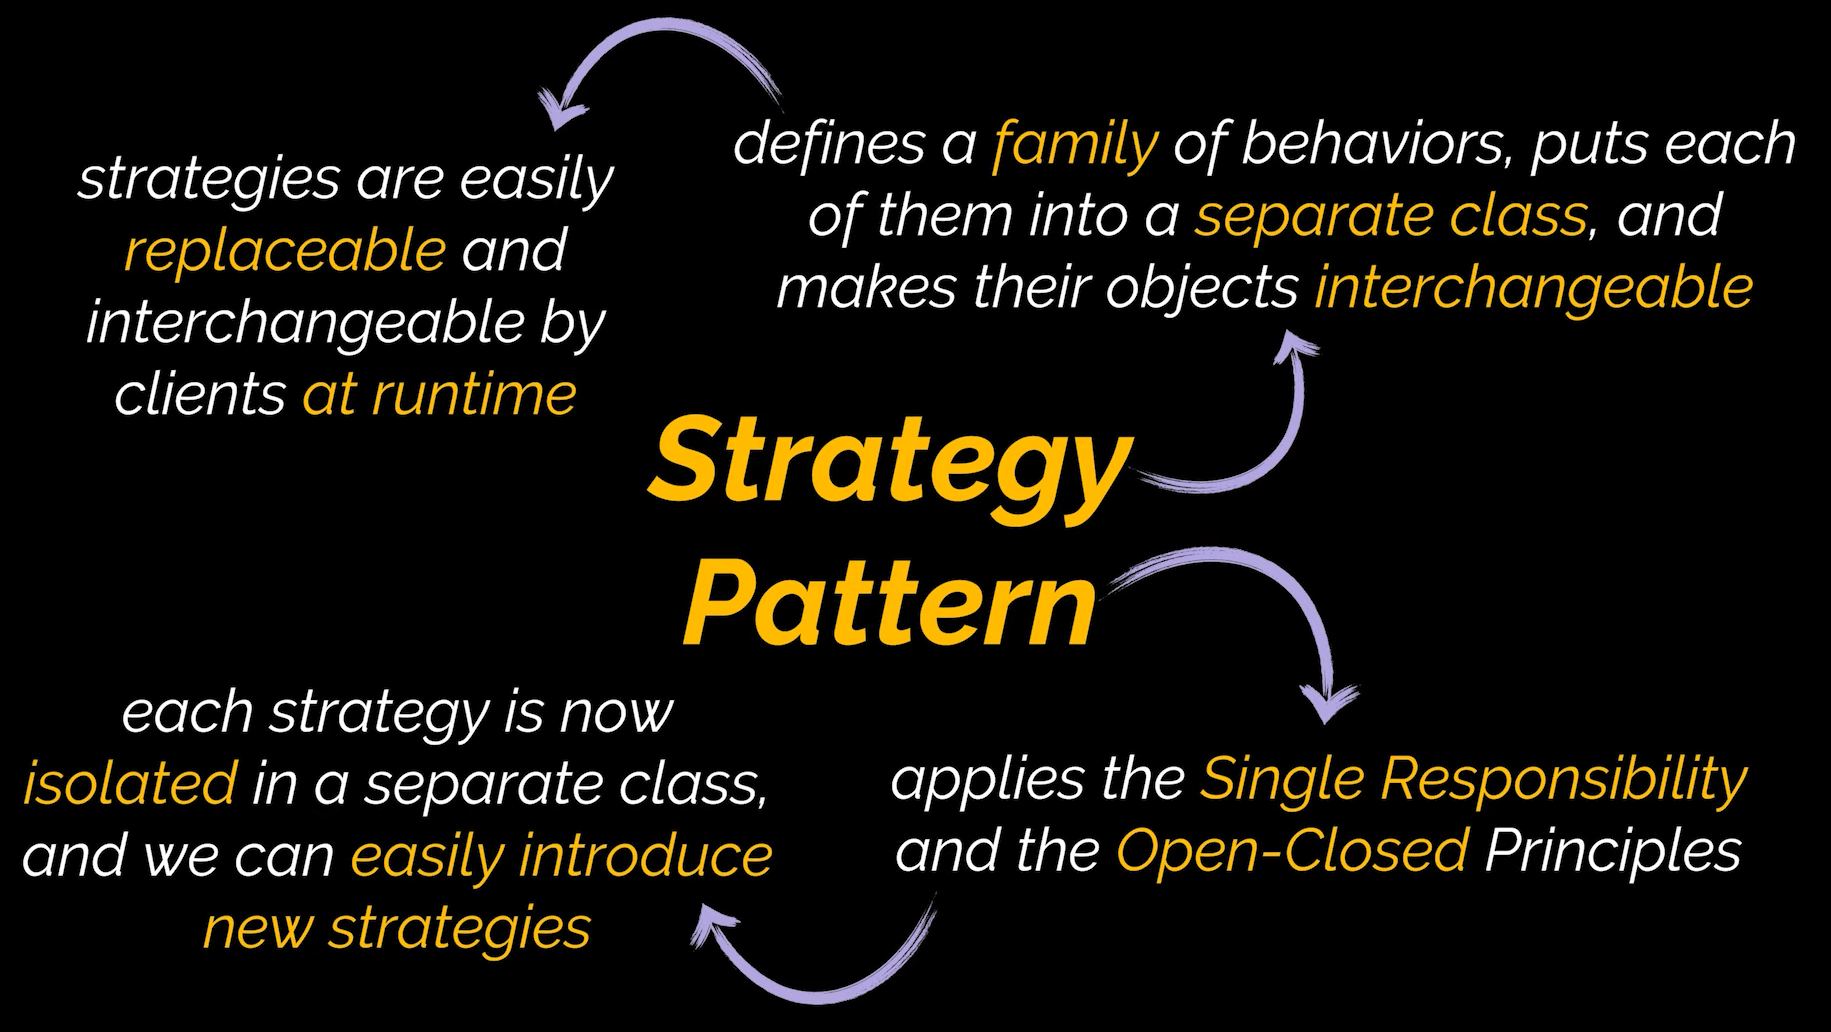 strategies are easily
replaceable and
interchangeable by
clients at runtime
defines a family of behaviors, puts each
of them into a separate class, and
makes their objects interchangeable
Strategy
Pattern
each strategy is now
isolated in a separate class,
and we can easily introduce
new strategies
applies the Single Responsibility
and the Open-Closed Principles